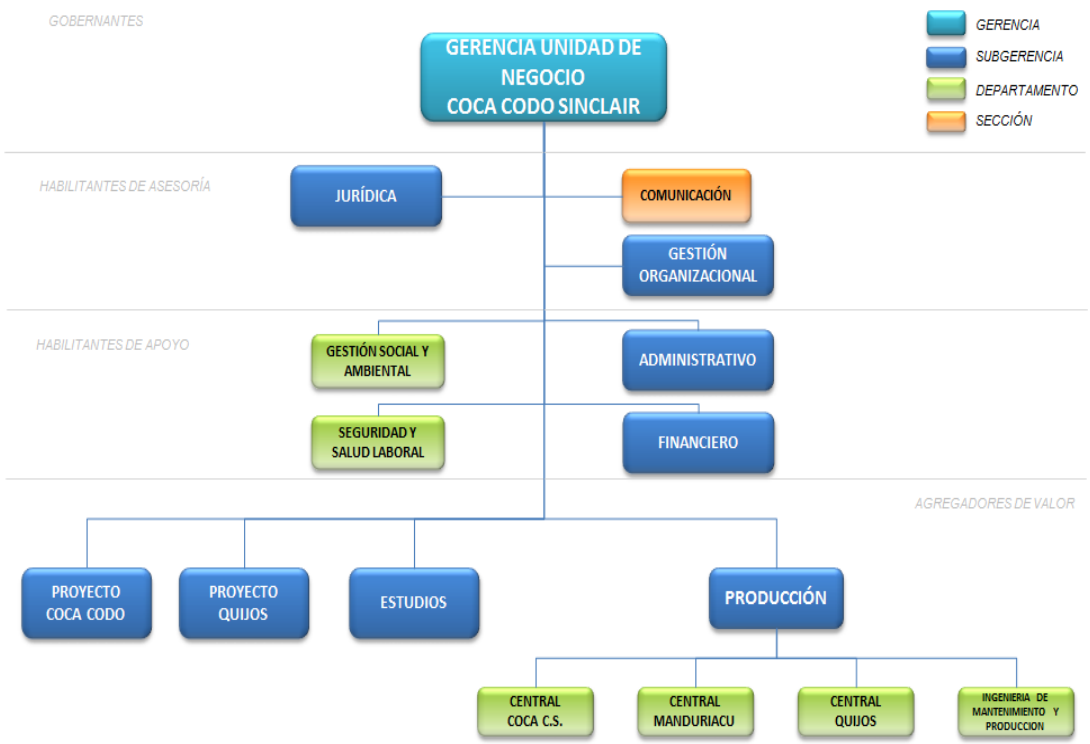 GOBERNANTES
GERENCIA UNIDAD DE
NEGOCIO
COCA CODO SINCLAIR
GERENCIA
SUBGERENCIA
DEPARTAMENTO
SECCIÓN
HABILITANTES DE ASESORÍA
JURÍDICA
COMUNICACIÓN
GESTIÓN
ORGANIZACIONAL
HABILITANTES DE APOYO
GESTIÓN SOCIAL Y
AMBIENTAL
ADMINISTRATIVO
SEGURIDAD Y
SALUD LABORAL
FINANCIERO
AGREGADORES DE VALOR
PROYECTO
COCA CODO
PROYECTO
QUIJOS
ESTUDIOS
PRODUCCIÓN
CENTRAL
COCA C.S.
CENTRAL
MANDURIACU
CENTRAL
QUIJOS
INGENIERIA DE
MANTENIMIENTO Y
PRODUCCION